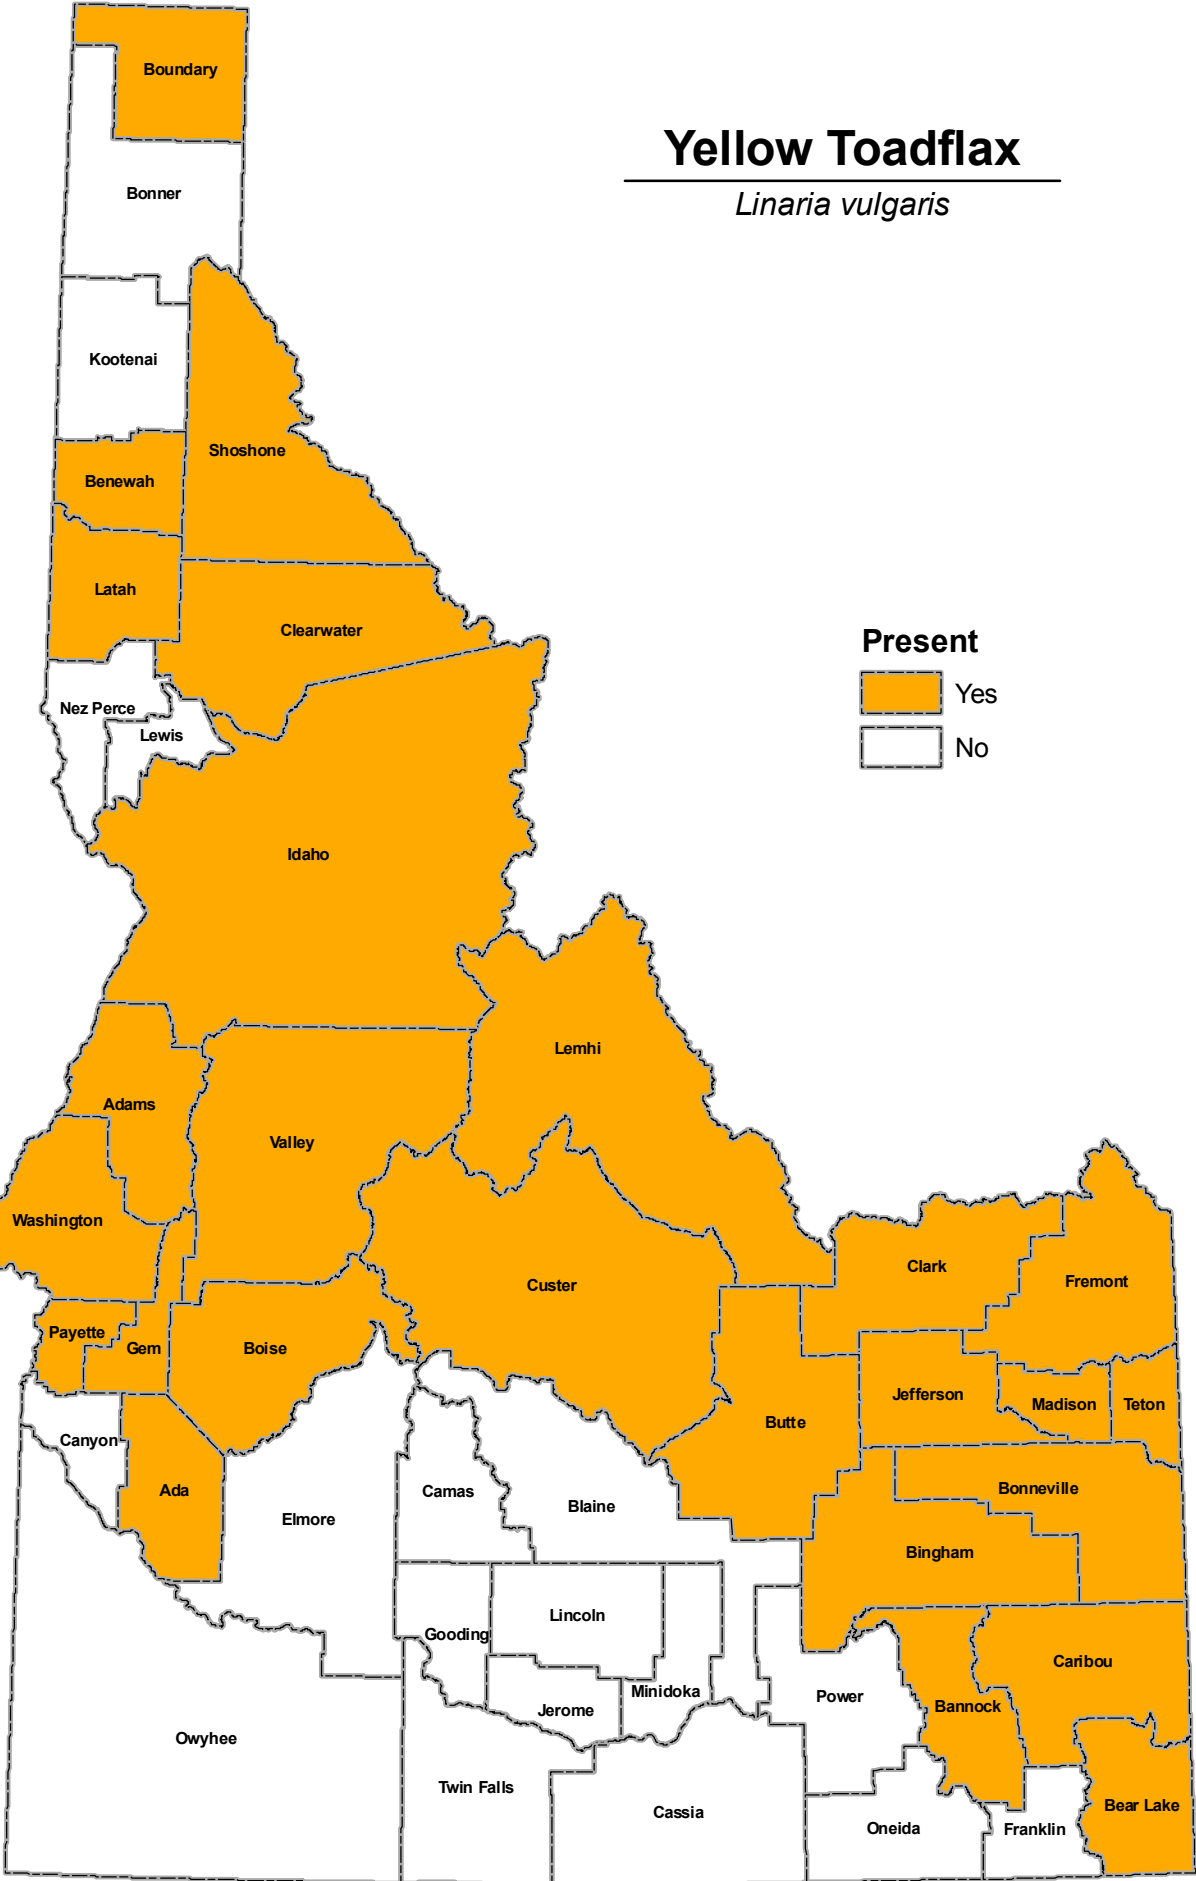 Boundary
Yellow Toadflax
Linaria vulgaris
Bonner
Kootenai
Shoshone
Benewah
Latah
Clearwater
Present
Yes
No
Nez Perce
Lewis
Idaho
Lemhi
Adams
Valley
Washington
Clark
Fremont
Custer
Payette
Gem
Boise
Jefferson
Madison
Teton
Butte
Canyon
Ada
Camas
Blaine
Bonneville
Elmore
Bingham
Lincoln
Gooding
Caribou
Minidoka
Power
Bannock
Jerome
Owyhee
Twin Falls
Cassia
Bear Lake
Oneida
Franklin